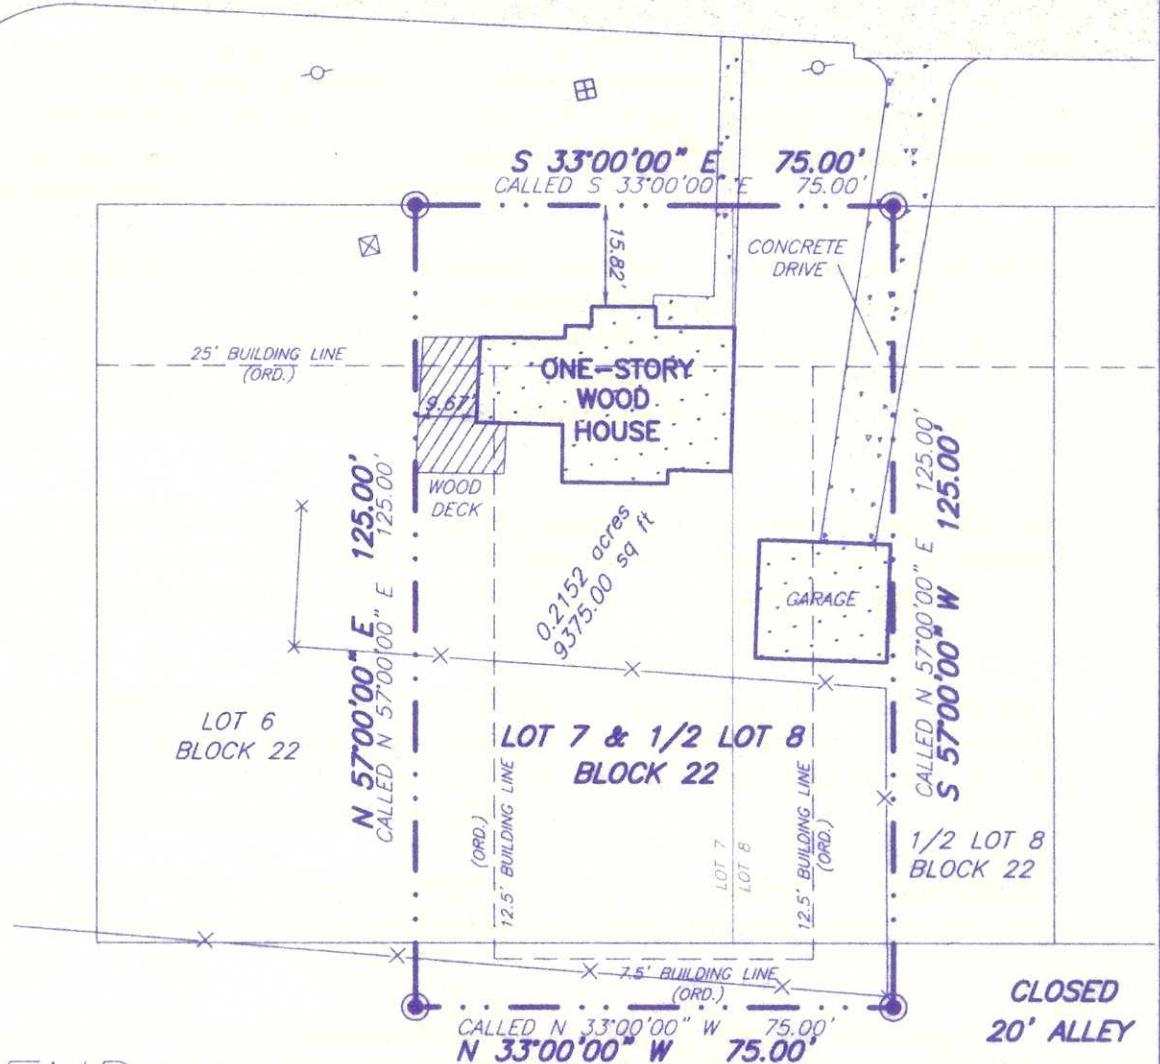 S 33°00'00" E 75.00'
CALLED S 33°00'00" E 75.00'
15.82'
CONCRETE
DRIVE
25' BUILDING LINE
(ORD.)
ONE-STORY
WOOD
HOUSE
9.67'
WOOD
DECK
N 57°00'00" E 125.00'
CALLED N 57°00'00" E 125.00'
0.2152 acres
9375.00 sq ft
GARAGE
CALLED N 57°00'00" E 125.00'
S 57°00'00" W 125.00'
LOT 6
BLOCK 22
LOT 7 & 1/2 LOT 8
BLOCK 22
(ORD.)
12.5' BUILDING LINE
LOT 7
LOT 8
12.5' BUILDING LINE
(ORD.)
1/2 LOT 8
BLOCK 22
7.5' BUILDING LINE
(ORD.)
CLOSED
20' ALLEY
CALLED N 33°00'00" W 75.00'
N 33°00'00" W 75.00'